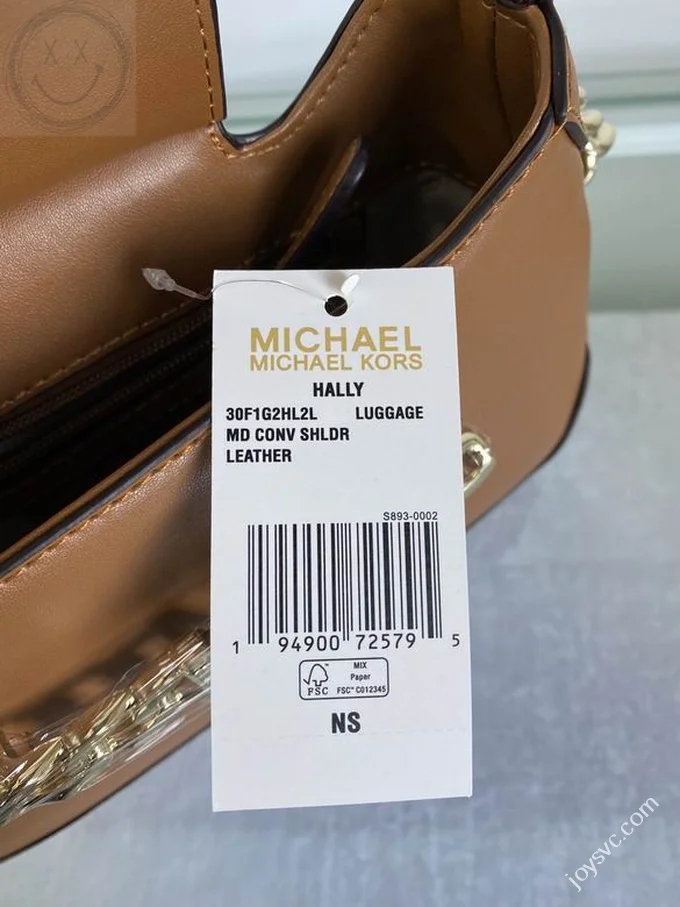 MICHAEL
MICHAEL KORS
HALLY
30F1G2HL2L LUGGAGE
MD CONV SHLDR
LEATHER
S893-0002
1 94900 72579 5
FSC
MIX
Paper
FSC® C012345
NS
joysvc.com